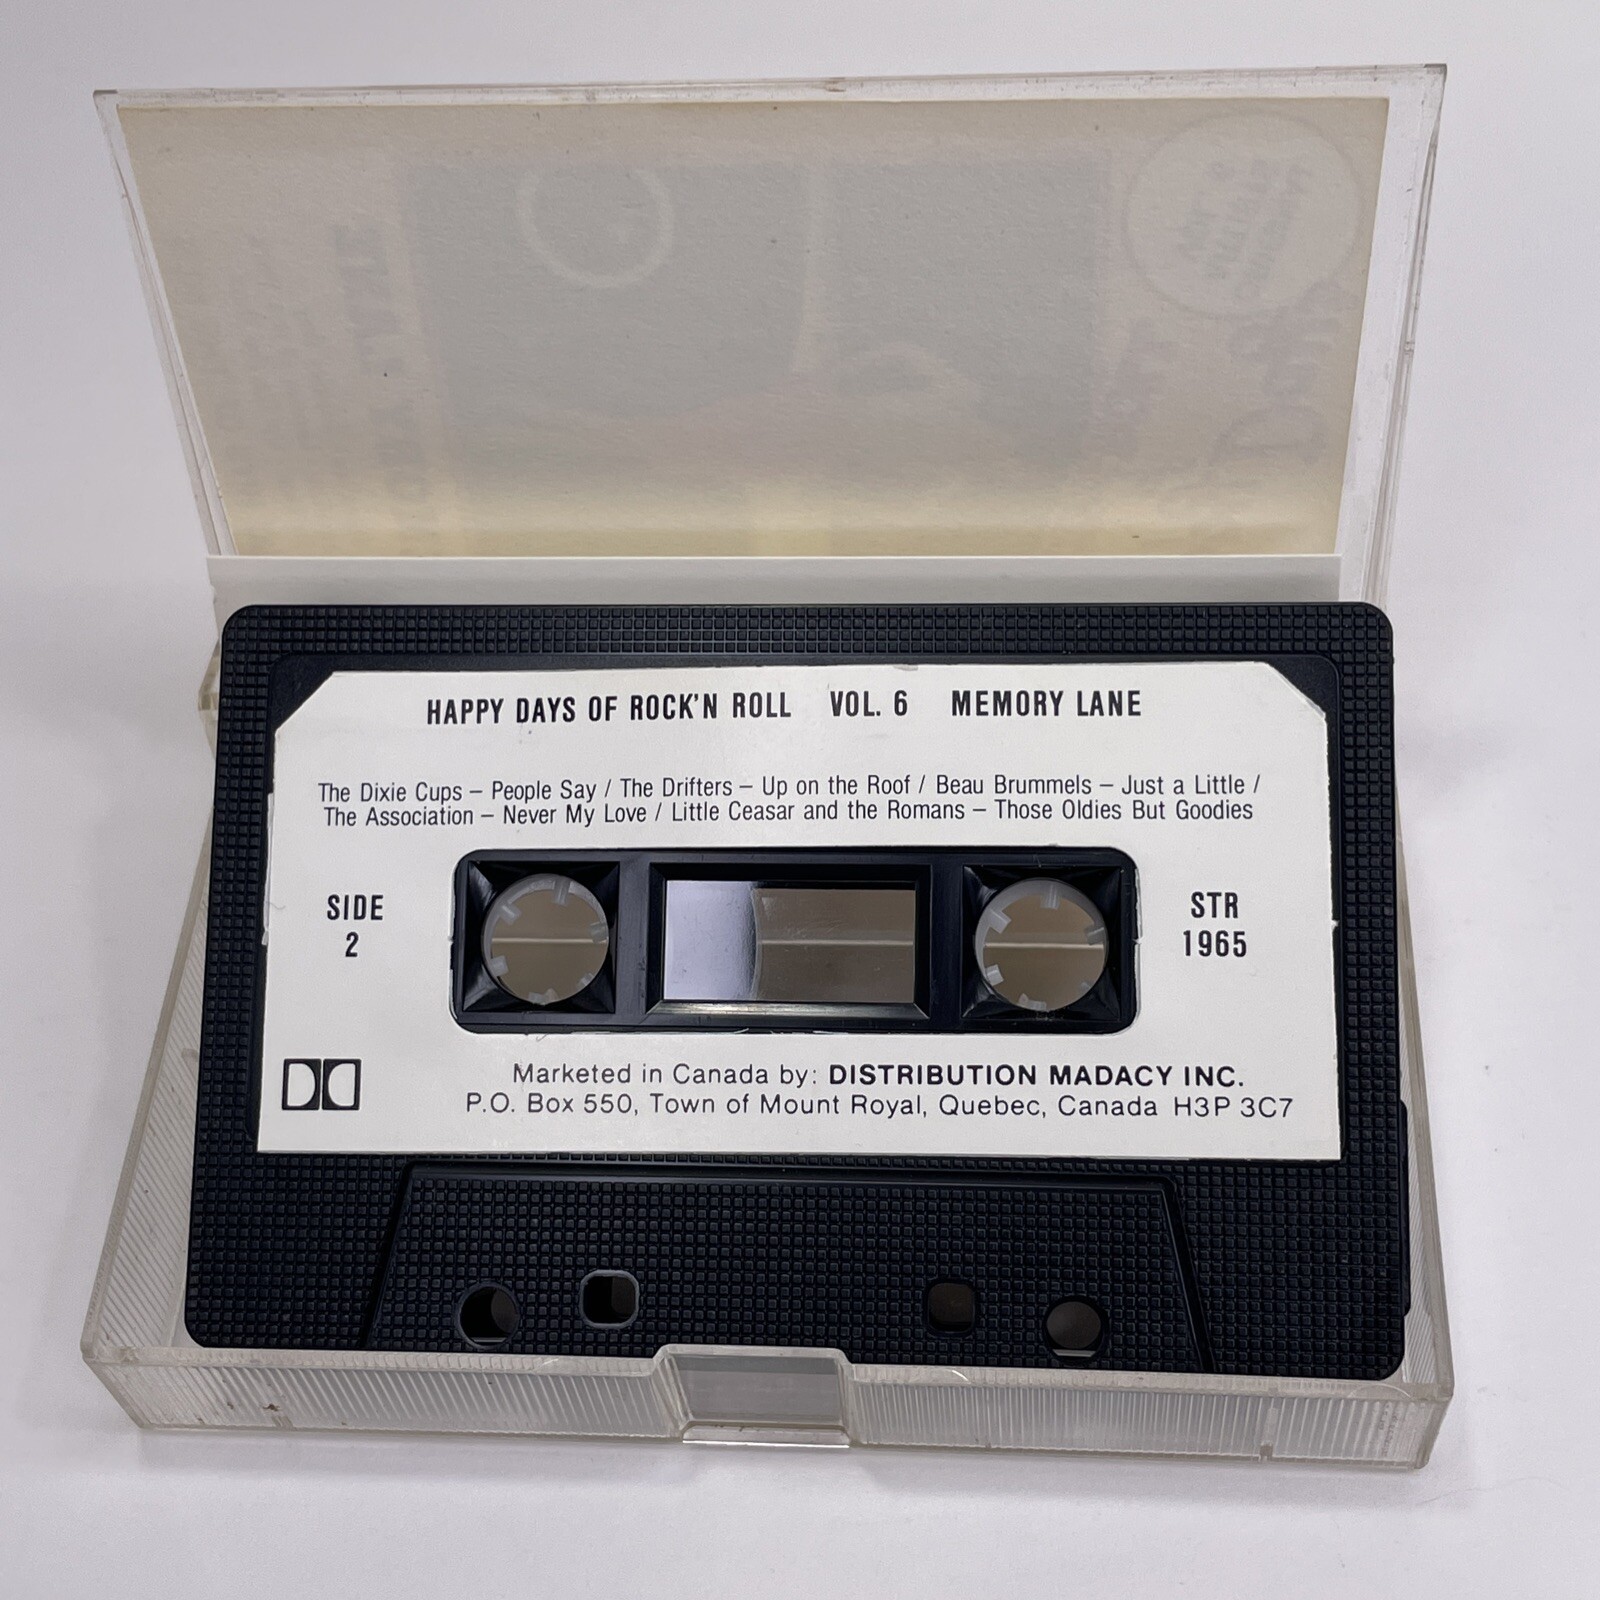 HAPPY DAYS OF ROCK'N ROLL VOL. 6 MEMORY LANE
The Dixie Cups – People Say / The Drifters – Up on the Roof / Beau Brummels – Just a Little /
The Association – Never My Love / Little Ceasar and the Romans – Those Oldies But Goodies
SIDE
2
STR
1965
Marketed in Canada by: DISTRIBUTION MADACY INC.
P.O. Box 550, Town of Mount Royal, Quebec, Canada H3P 3C7